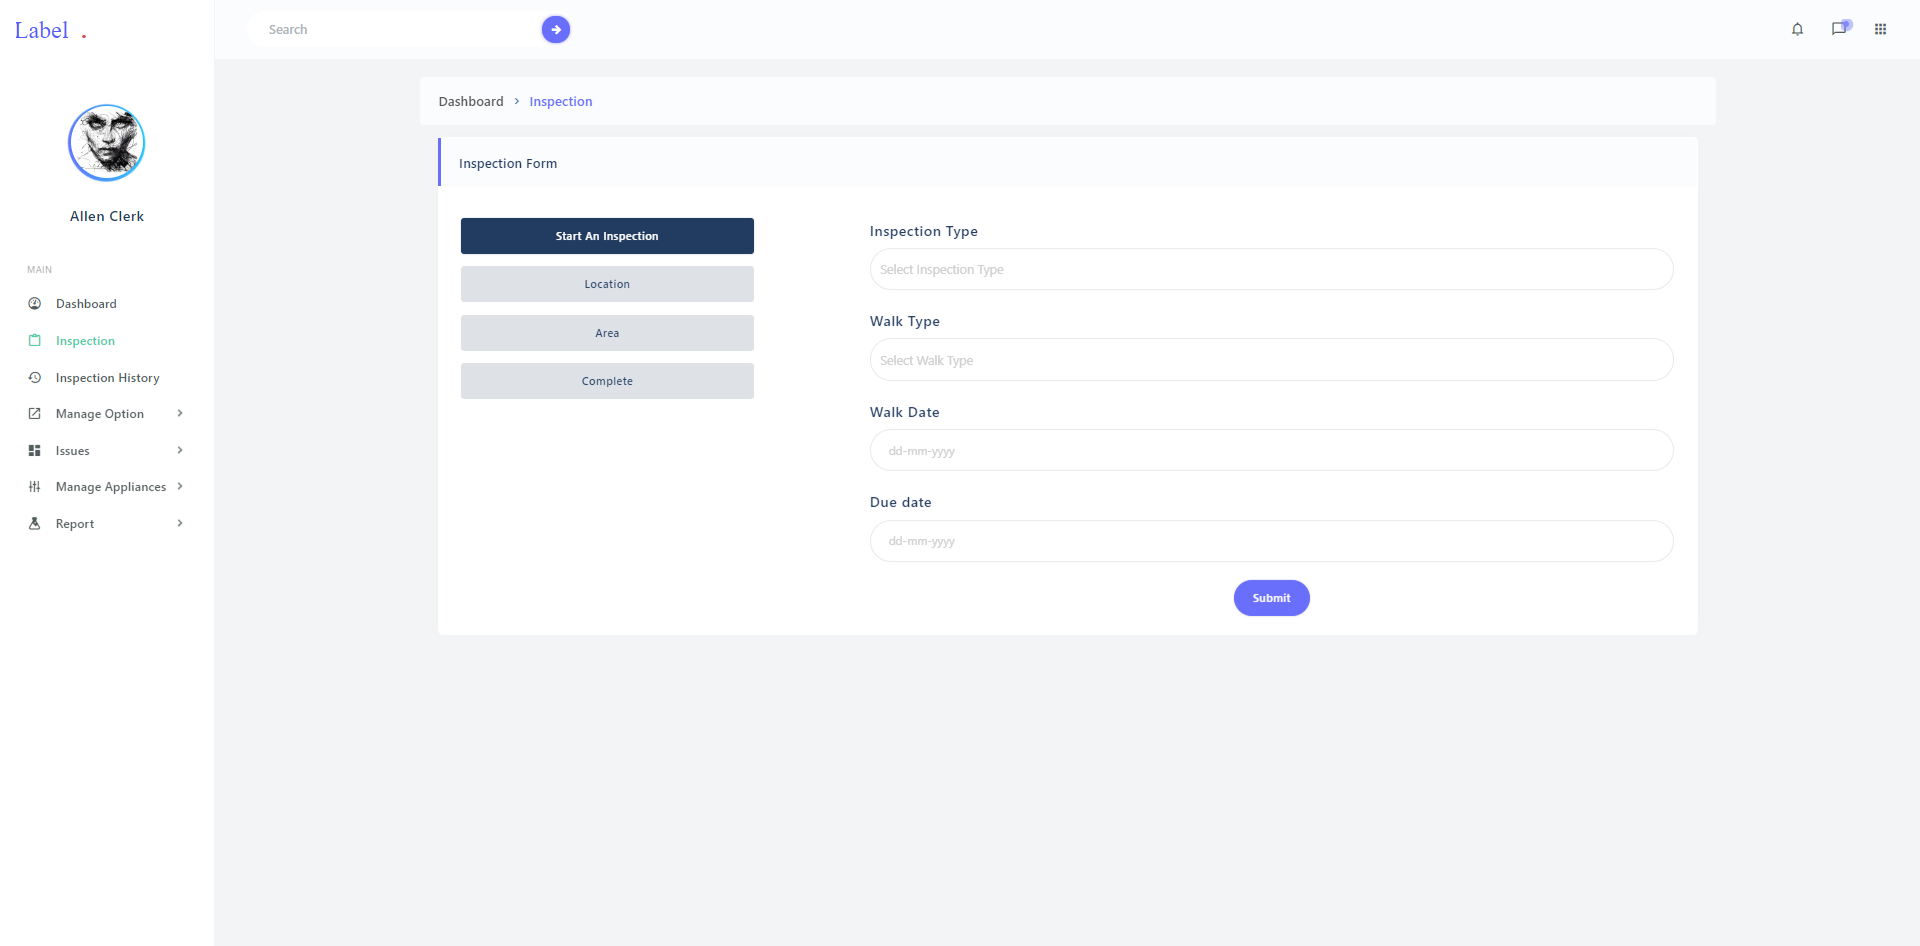 Label .
Search
Allen Clerk
MAIN
Dashboard
Inspection
Inspection History
Manage Option
Issues
Manage Appliances
Report
Dashboard > Inspection
Inspection Form
Start An Inspection
Location
Area
Complete
Inspection Type
Select Inspection Type
Walk Type
Select Walk Type
Walk Date
dd-mm-yyyy
Due date
dd-mm-yyyy
Submit